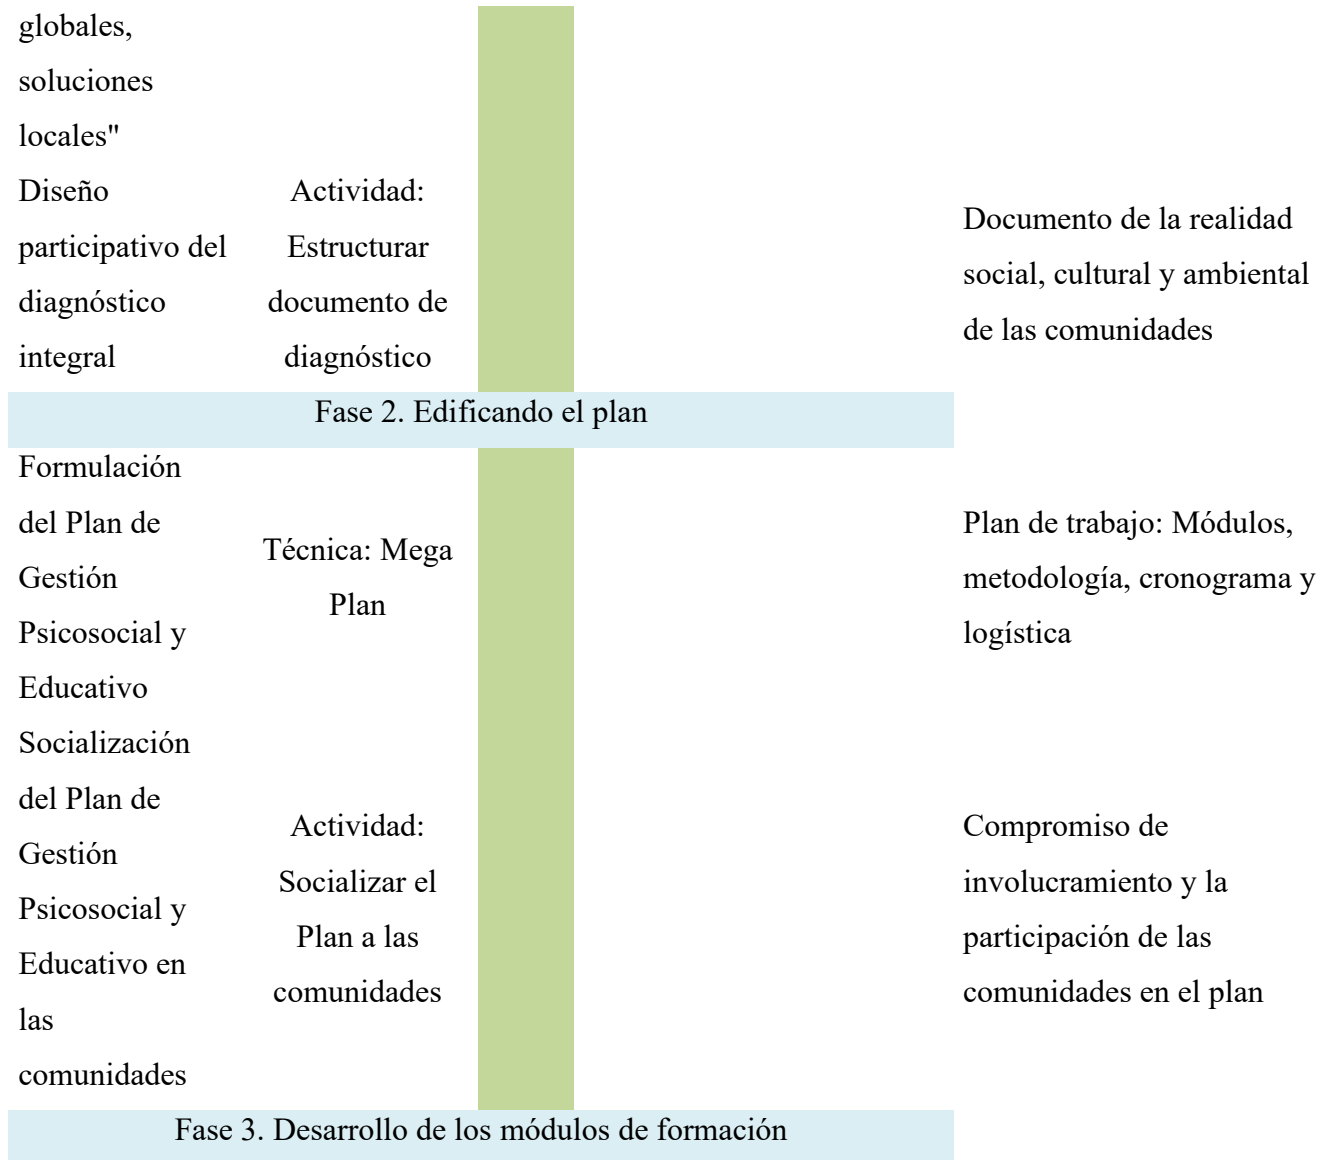 globales,
soluciones
locales"
Diseño
participativo del
diagnóstico
integral
Actividad:
Estructurar
documento de
diagnóstico
Documento de la realidad
social, cultural y ambiental
de las comunidades
Fase 2. Edificando el plan
Formulación
del Plan de
Gestión
Psicosocial y
Educativo
Técnica: Mega
Plan
Plan de trabajo: Módulos,
metodología, cronograma y
logística
Socialización
del Plan de
Gestión
Psicosocial y
Educativo en
las
comunidades
Actividad:
Socializar el
Plan a las
comunidades
Compromiso de
involucramiento y la
participación de las
comunidades en el plan
Fase 3. Desarrollo de los módulos de formación